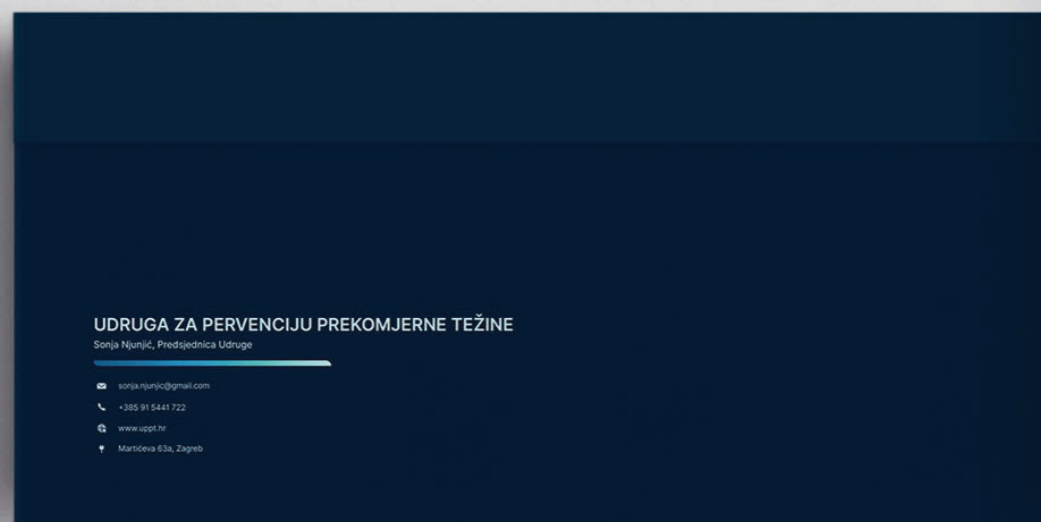 UDRUGA ZA PERVENCIJU PREKOMJERNE TEŽINE
Sonja Njunjić, Predsjednica Udruge
sonja.njunjic@gmail.com
+385 91 5441 722
www.uppt.hr
Martićeva 63a, Zagreb